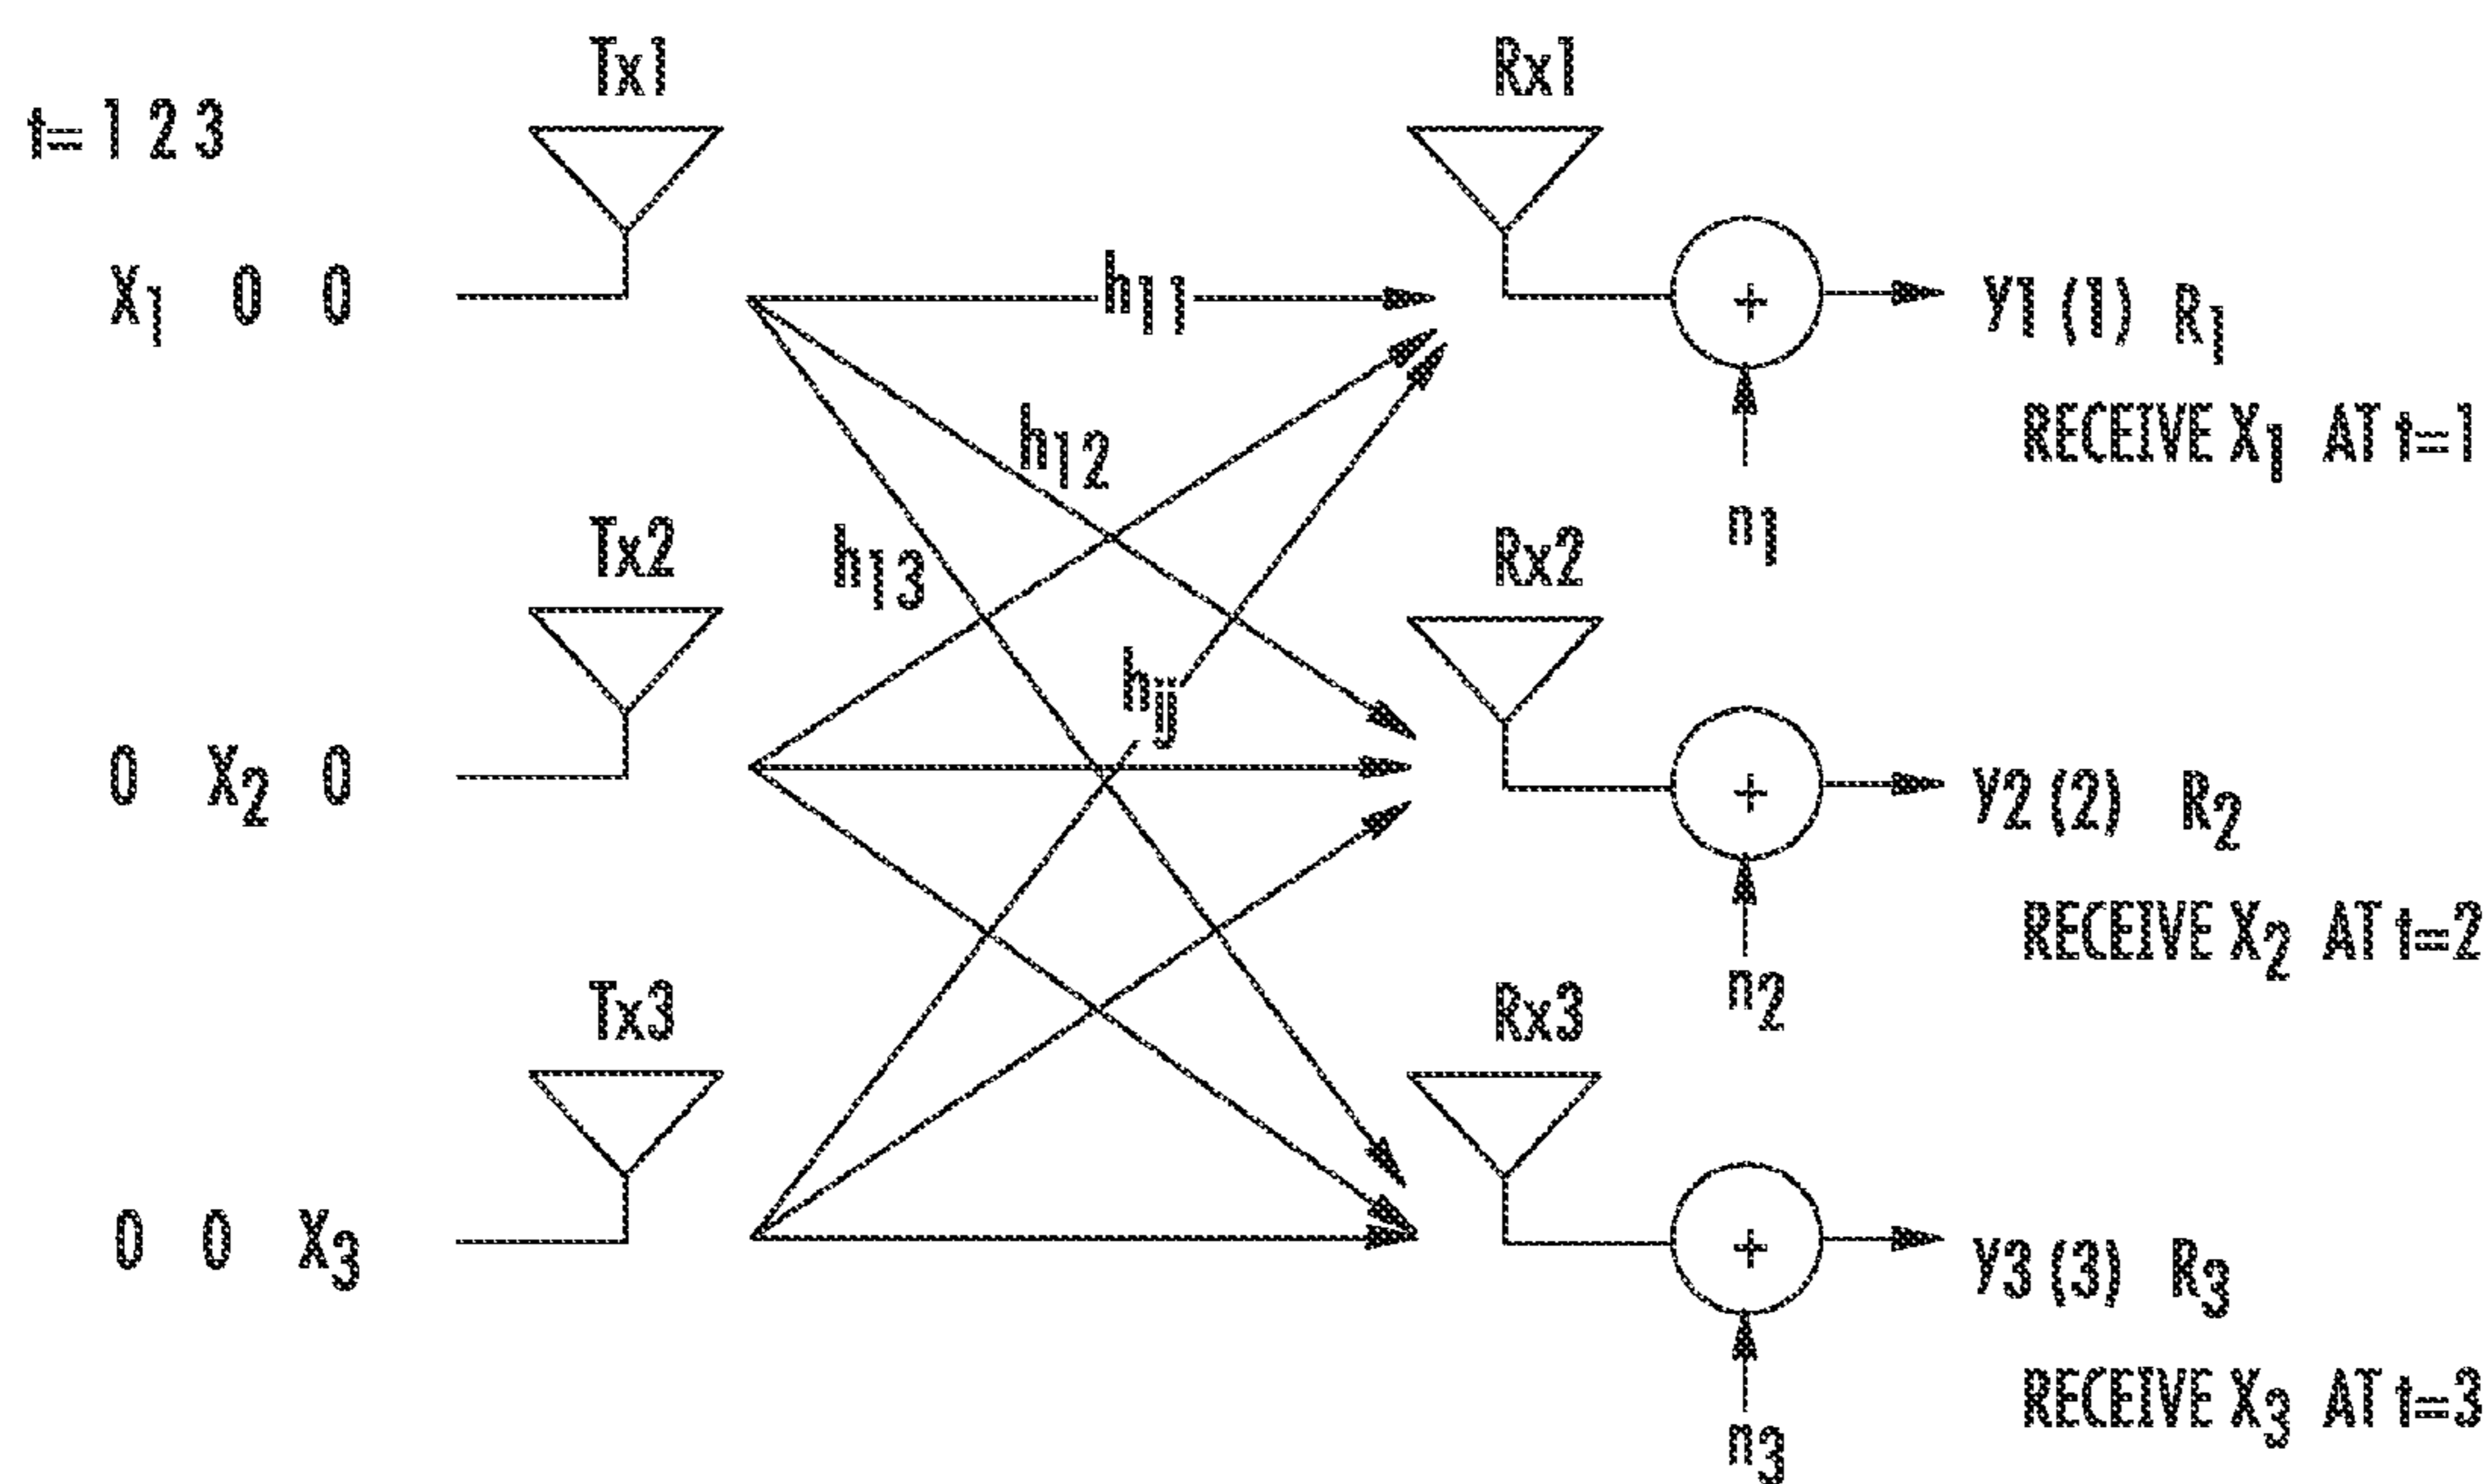 Tx1
Rx1
t= 1 2 3
X1 0 0
h11
+
y1 (1) R1
h12
RECEIVE X1 AT t=1
n1
Tx2
Rx2
h13
hij
0 X2 0
+
y2 (2) R2
RECEIVE X2 AT t=2
n2
Tx3
Rx3
0 0 X3
+
y3 (3) R3
RECEIVE X3 AT t=3
n3